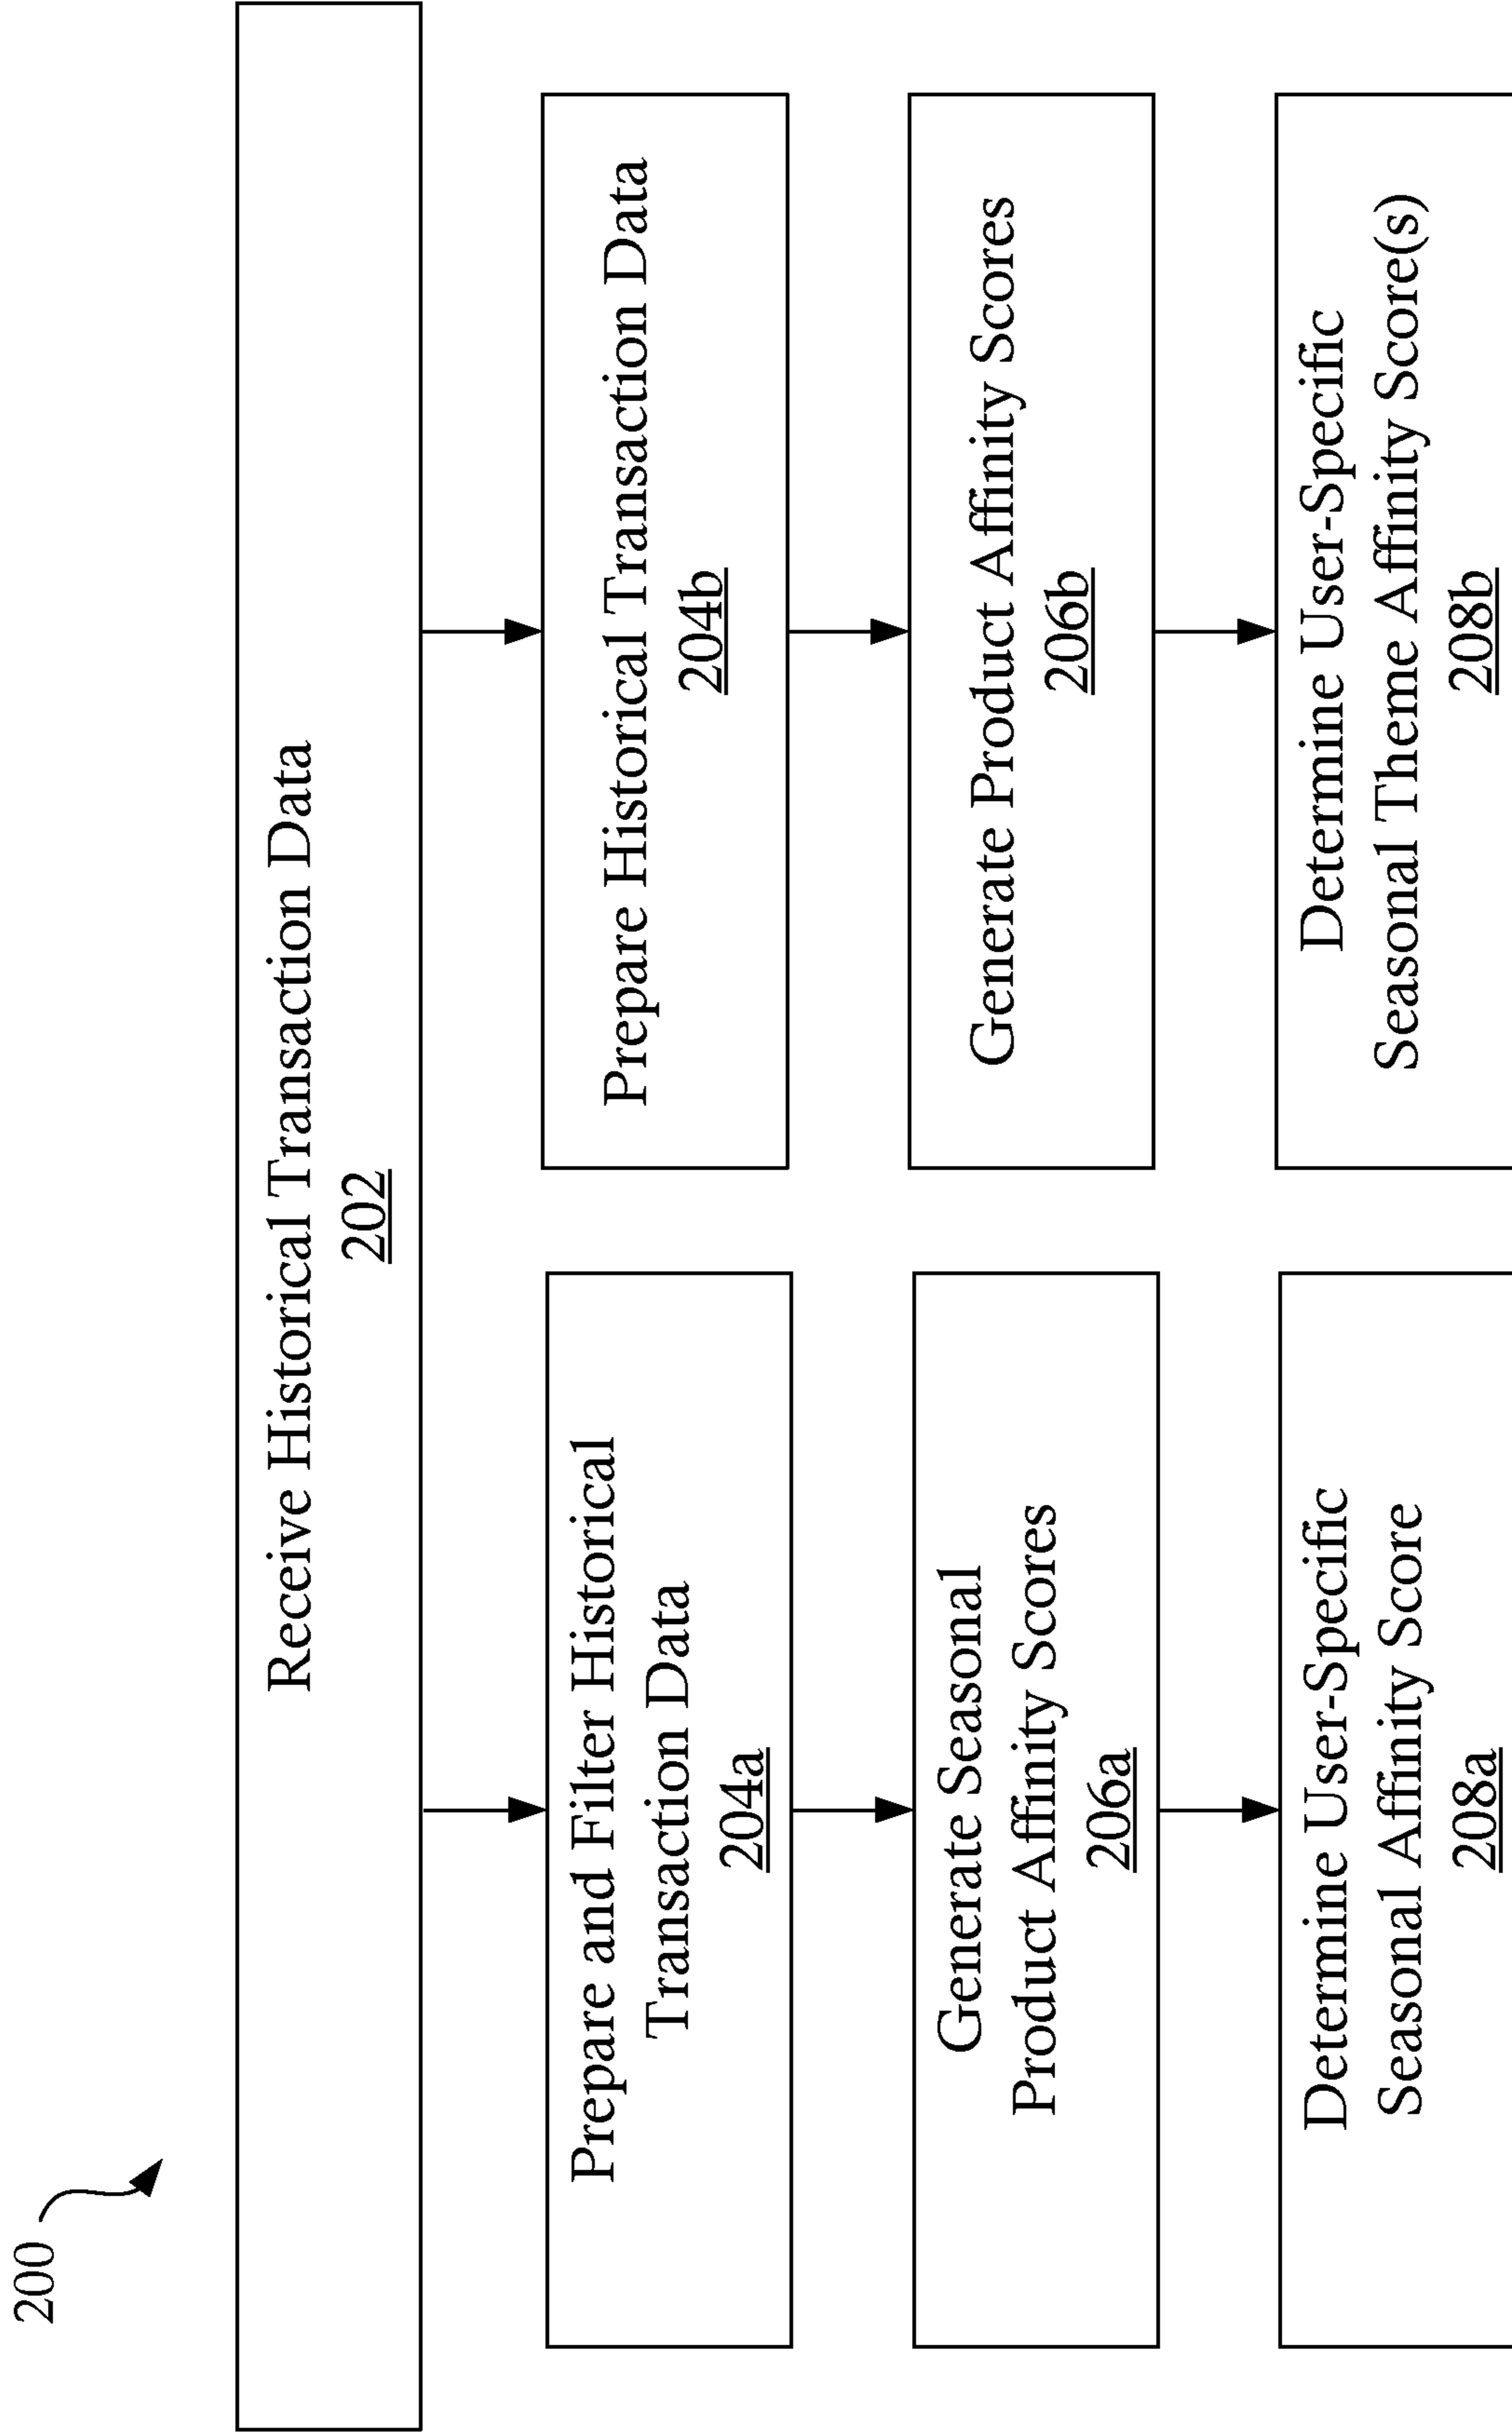 200
Receive Historical Transaction Data
202
Prepare and Filter Historical
Transaction Data
204a
Prepare Historical Transaction Data
204b
Generate Seasonal
Product Affinity Scores
206a
Generate Product Affinity Scores
206b
Determine User-Specific
Seasonal Affinity Score
208a
Determine User-Specific
Seasonal Theme Affinity Score(s)
208b